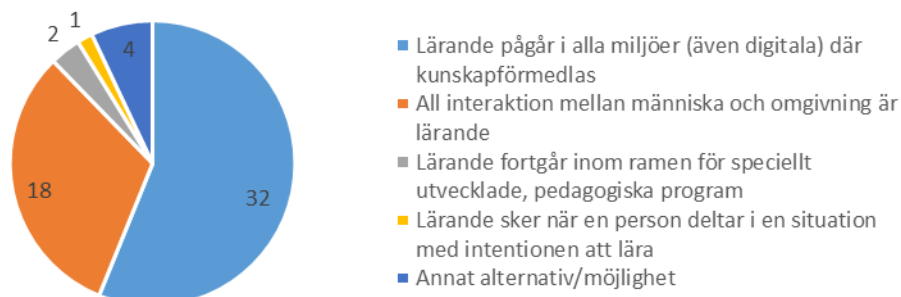 1
2
4
18
32
Lärande pågår i alla miljöer (även digitala) där
kunskapförmedlas
All interaktion mellan människa och omgivning är
lärande
Lärande fortgår inom ramen för speciellt
utvecklade, pedagogiska program
Lärande sker när en person deltar i en situation
med intentionen att lära
Annat alternativ/möjlighet